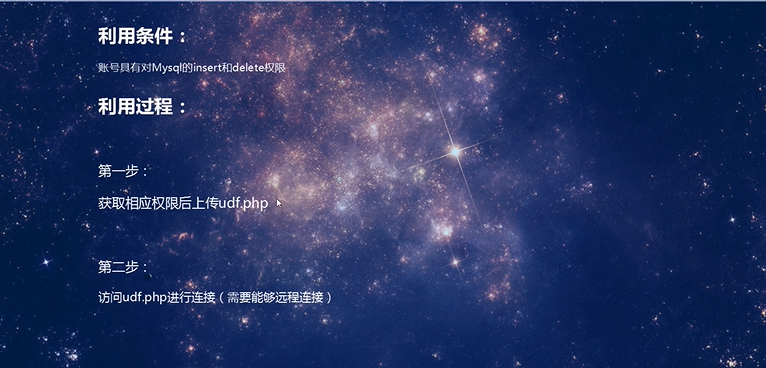 利用条件：
账号具有对Mysql的insert和delete权限
利用过程：
第一步：
获取相应权限后上传udf.php
第二步：
访问udf.php进行连接（需要能够远程连接）